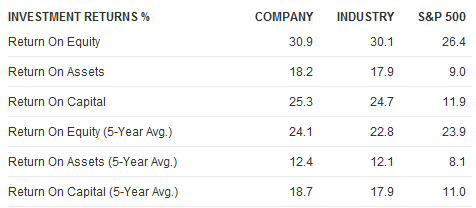 INVESTMENT RETURNS % COMPANY INDUSTRY S&P 500
Return On Equity 30.9 30.1 26.4
Return On Assets 18.2 17.9 9.0
Return On Capital 25.3 24.7 11.9
Return On Equity (5-Year Avg.) 24.1 22.8 23.9
Return On Assets (5-Year Avg.) 12.4 12.1 8.1
Return On Capital (5-Year Avg.) 18.7 17.9 11.0